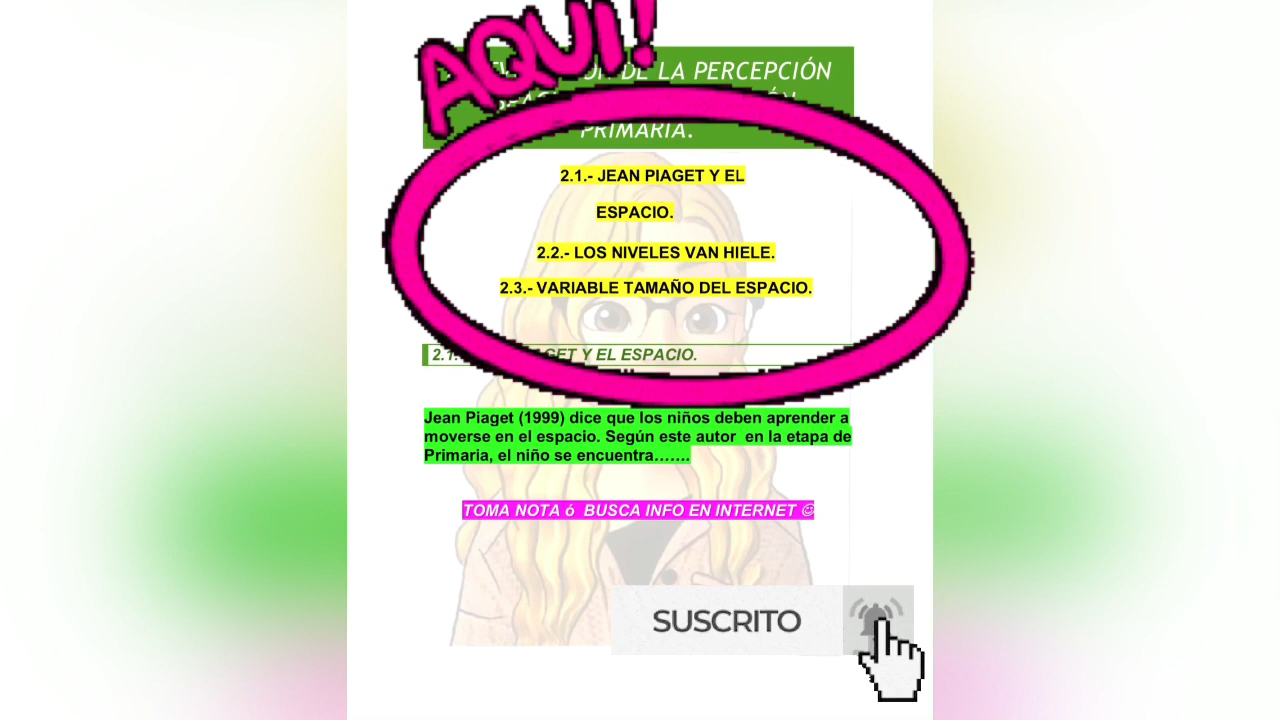 AQUI!
DE LA PERCEPCIÓN
PRIMARIA.
2.1.- JEAN PIAGET Y EL
ESPACIO.
2.2.- LOS NIVELES VAN HIELE.
2.3.- VARIABLE TAMAÑO DEL ESPACIO.
Y EL ESPACIO.
Jean Piaget (1999) dice que los niños deben aprender a
moverse en el espacio. Según este autor en la etapa de
Primaria, el niño se encuentra…….
TOMA NOTA ó BUSCA INFO EN INTERNET ☺
SUSCRITO